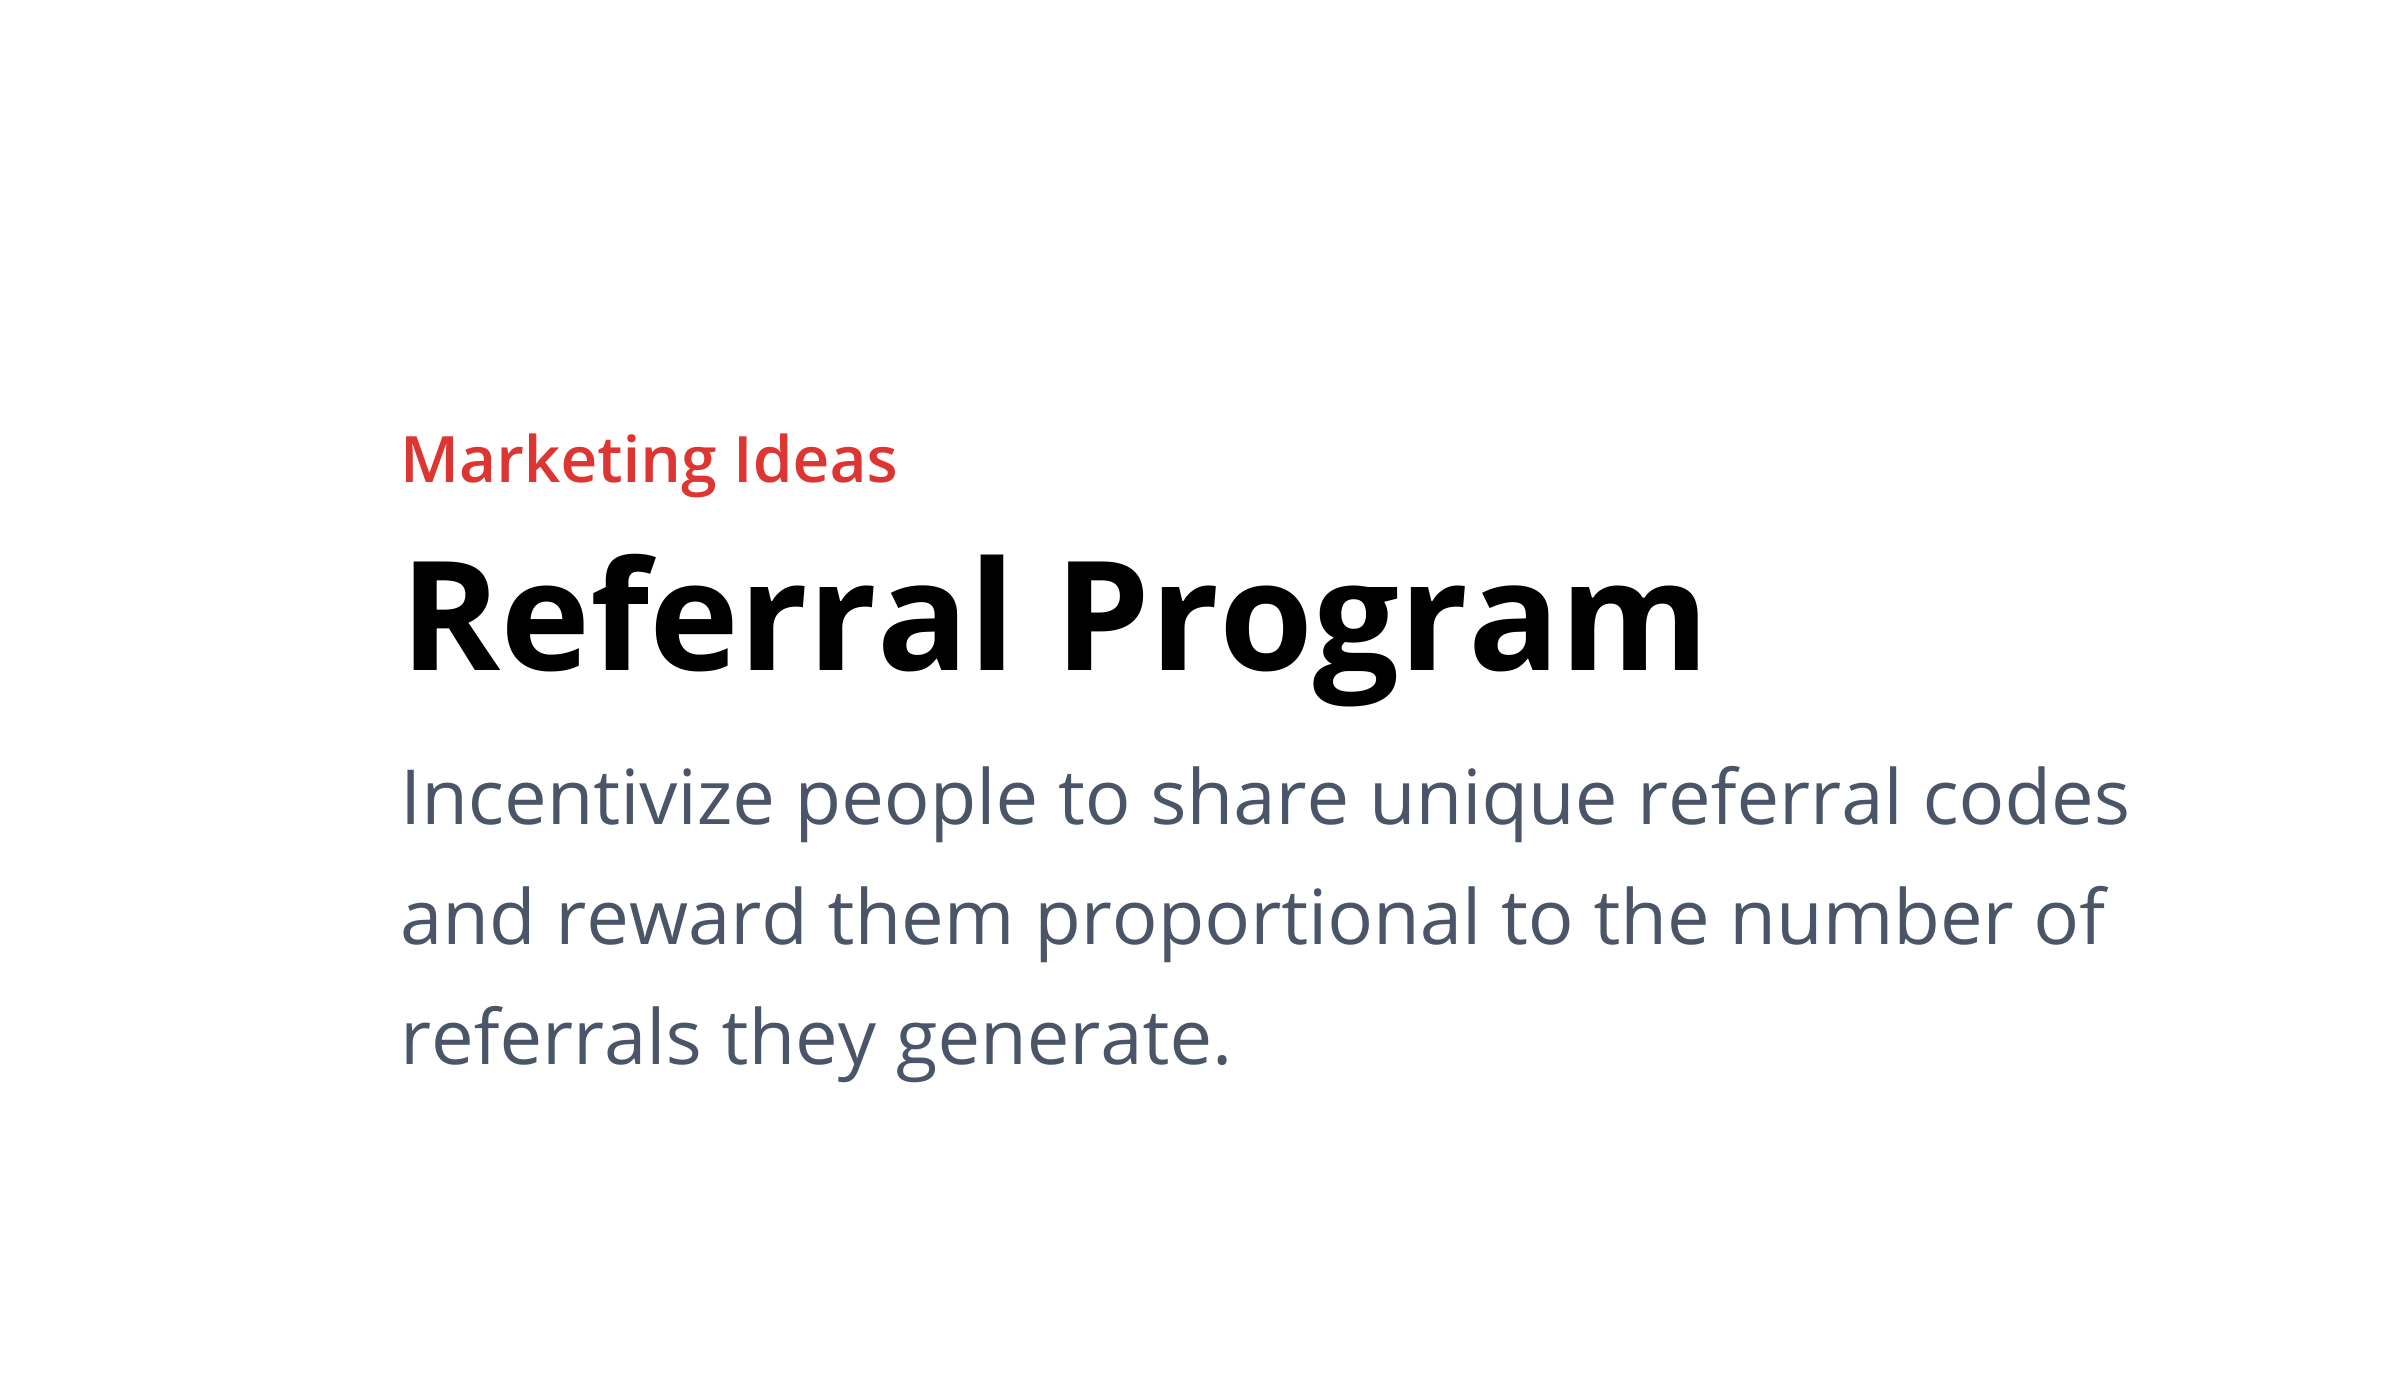 Marketing Ideas
Referral Program
Incentivize people to share unique referral codes
and reward them proportional to the number of
referrals they generate.